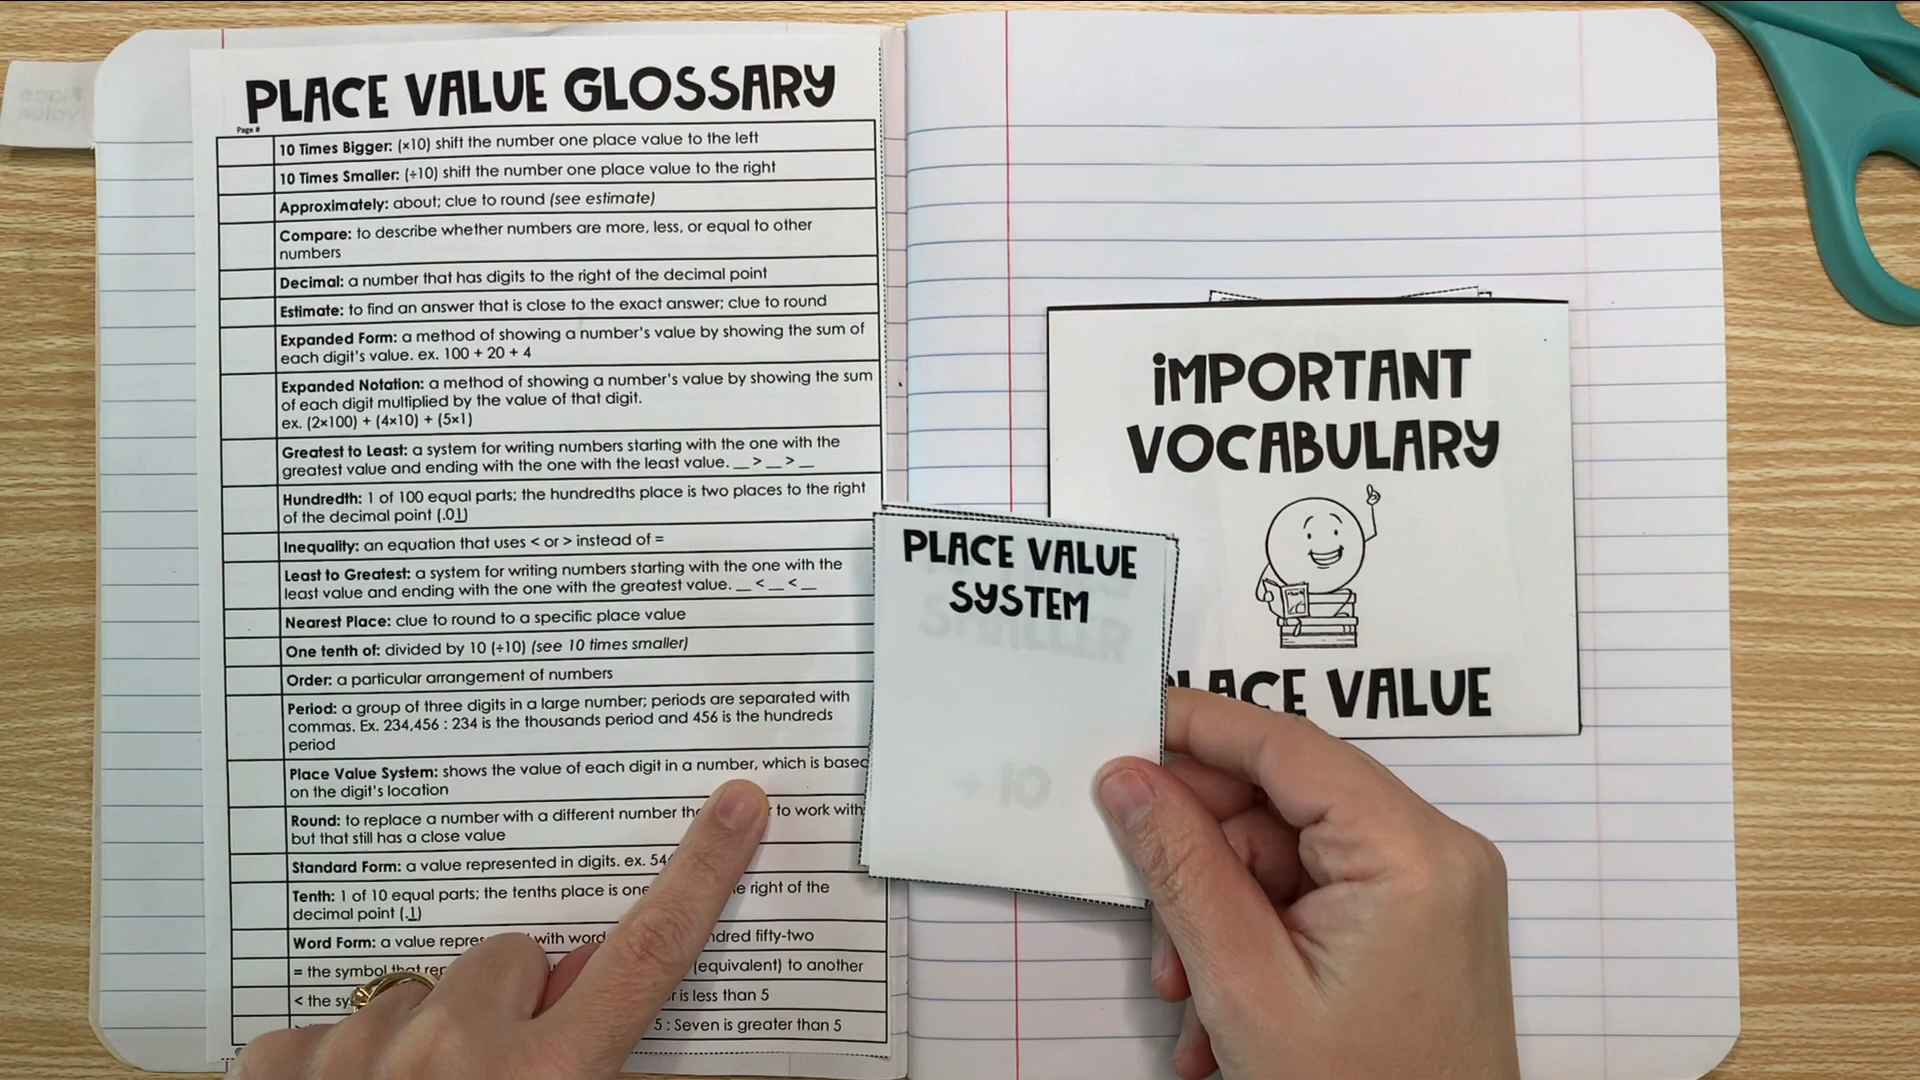 PLACE VALUE GLOSSARY
Page #
10 Times Bigger: (×10) shift the number one place value to the left
10 Times Smaller: (÷10) shift the number one place value to the right
Approximately: about; clue to round (see estimate)
Compare: to describe whether numbers are more, less, or equal to other
numbers
Decimal: a number that has digits to the right of the decimal point
Estimate: to find an answer that is close to the exact answer; clue to round
Expanded Form: a method of showing a number's value by showing the sum of
each digit's value. ex. 100 + 20 + 4
Expanded Notation: a method of showing a number's value by showing the sum
of each digit multiplied by the value of that digit.
ex. (2×100) + (4×10) + (5×1)
Greatest to Least: a system for writing numbers starting with the one with the
greatest value and ending with the one with the least value. __ > __ > __
Hundredth: 1 of 100 equal parts; the hundredths place is two places to the right
of the decimal point (.01)
Inequality: an equation that uses < or > instead of =
Least to Greatest: a system for writing numbers starting with the one with the
least value and ending with the one with the greatest value. __ < __ < __
Nearest Place: clue to round to a specific place value
One tenth of: divided by 10 (÷10) (see 10 times smaller)
Order: a particular arrangement of numbers
Period: a group of three digits in a large number; periods are separated with
commas. Ex. 234,456 : 234 is the thousands period and 456 is the hundreds
period
Place Value System: shows the value of each digit in a number, which is based
on the digit's location
Round: to replace a number with a different number to work with
but that still has a close value
Standard Form: a value represented in digits. ex.
Tenth: 1 of 10 equal parts; the tenths place is one right of the
decimal point (.1)
Word Form: a value with fifty-two
= the symbol that (equivalent) to another
< the is less than 5
5 : Seven is greater than 5
PLACE VALUE
SYSTEM
SMALLER
÷ 10
IMPORTANT
VOCABULARY
PLACE VALUE
Place
Value